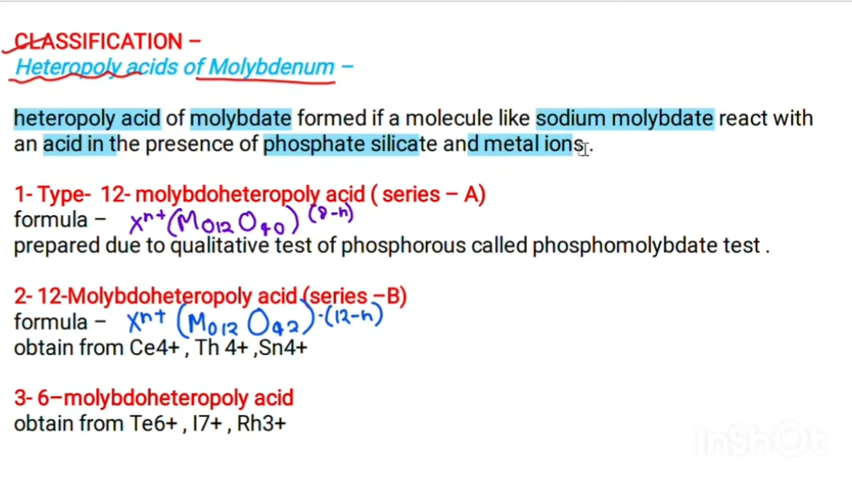 CLASSIFICATION –
Heteropoly acids of Molybdenum –
heteropoly acid of molybdate formed if a molecule like sodium molybdate react with
an acid in the presence of phosphate silicate and metal ions .
1- Type- 12- molybdoheteropoly acid ( series – A)
formula – Xⁿ⁺(Mo12O40)(8-n)
prepared due to qualitative test of phosphorous called phosphomolybdate test .
2- 12-Molybdoheteropoly acid (series –B)
formula – Xⁿ⁺ (Mo12O42)-(12-n)
obtain from Ce4+ , Th 4+ ,Sn4+
3- 6–molybdoheteropoly acid
obtain from Te6+ , I7+ , Rh3+
InShOt